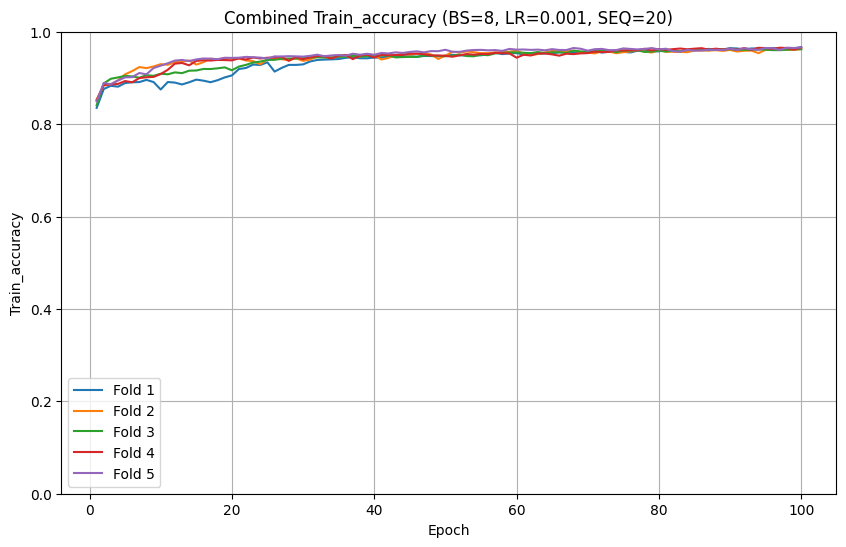 Combined Train_accuracy (BS=8, LR=0.001, SEQ=20)
1.0
0.8
0.6
0.4
0.2
0.0
Train_accuracy
Fold 1
Fold 2
Fold 3
Fold 4
Fold 5
0 20 40 60 80 100
Epoch